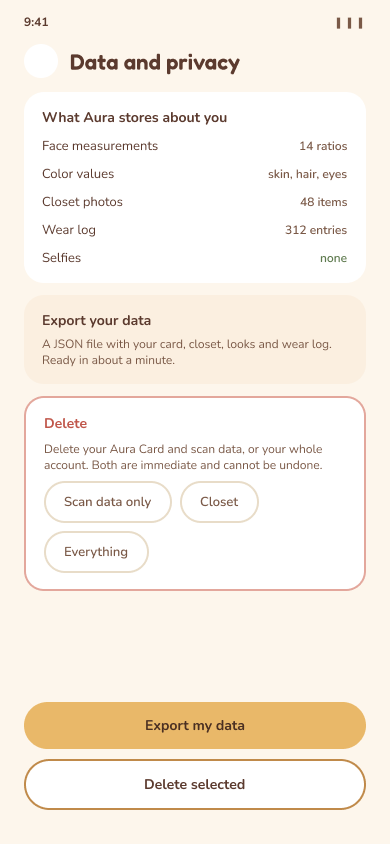 9:41
Data and privacy
What Aura stores about you
Face measurements 14 ratios
Color values skin, hair, eyes
Closet photos 48 items
Wear log 312 entries
Selfies none
Export your data
A JSON file with your card, closet, looks and wear log.
Ready in about a minute.
Delete
Delete your Aura Card and scan data, or your whole
account. Both are immediate and cannot be undone.
Scan data only Closet
Everything
Export my data
Delete selected